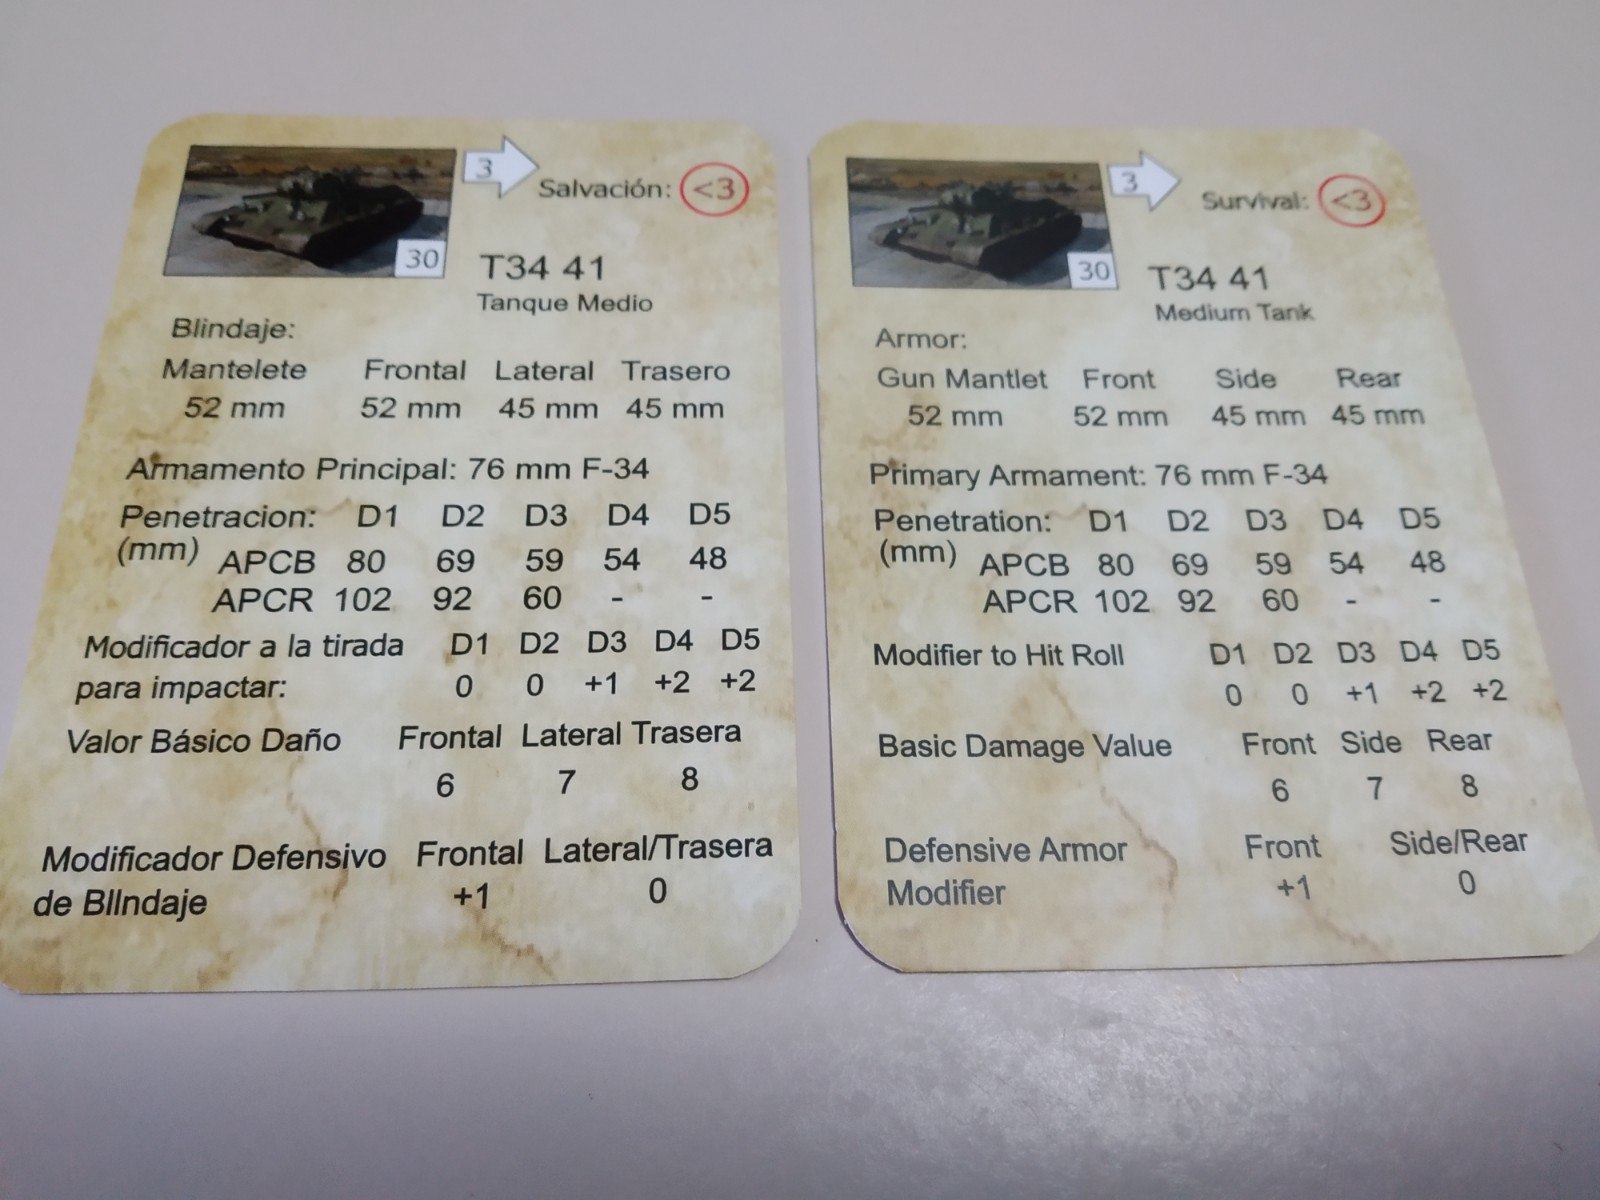 3
Salvación: <3
30
T34 41
Tanque Medio
Blindaje:
Mantelete Frontal Lateral Trasero
52 mm 52 mm 45 mm 45 mm
Armamento Principal: 76 mm F-34
Penetracion: D1 D2 D3 D4 D5
(mm) APCB 80 69 59 54 48
APCR 102 92 60 - -
Modificador a la tirada D1 D2 D3 D4 D5
para impactar: 0 0 +1 +2 +2
Valor Básico Daño Frontal Lateral Trasera
6 7 8
Modificador Defensivo Frontal Lateral/Trasera
de Bllndaje +1 0
3
Survival: <3
30
T34 41
Medium Tank
Armor:
Gun Mantlet Front Side Rear
52 mm 52 mm 45 mm 45 mm
Primary Armament: 76 mm F-34
Penetration: D1 D2 D3 D4 D5
(mm) APCB 80 69 59 54 48
APCR 102 92 60 - -
Modifier to Hit Roll D1 D2 D3 D4 D5
0 0 +1 +2 +2
Basic Damage Value Front Side Rear
6 7 8
Defensive Armor Front Side/Rear
Modifier +1 0